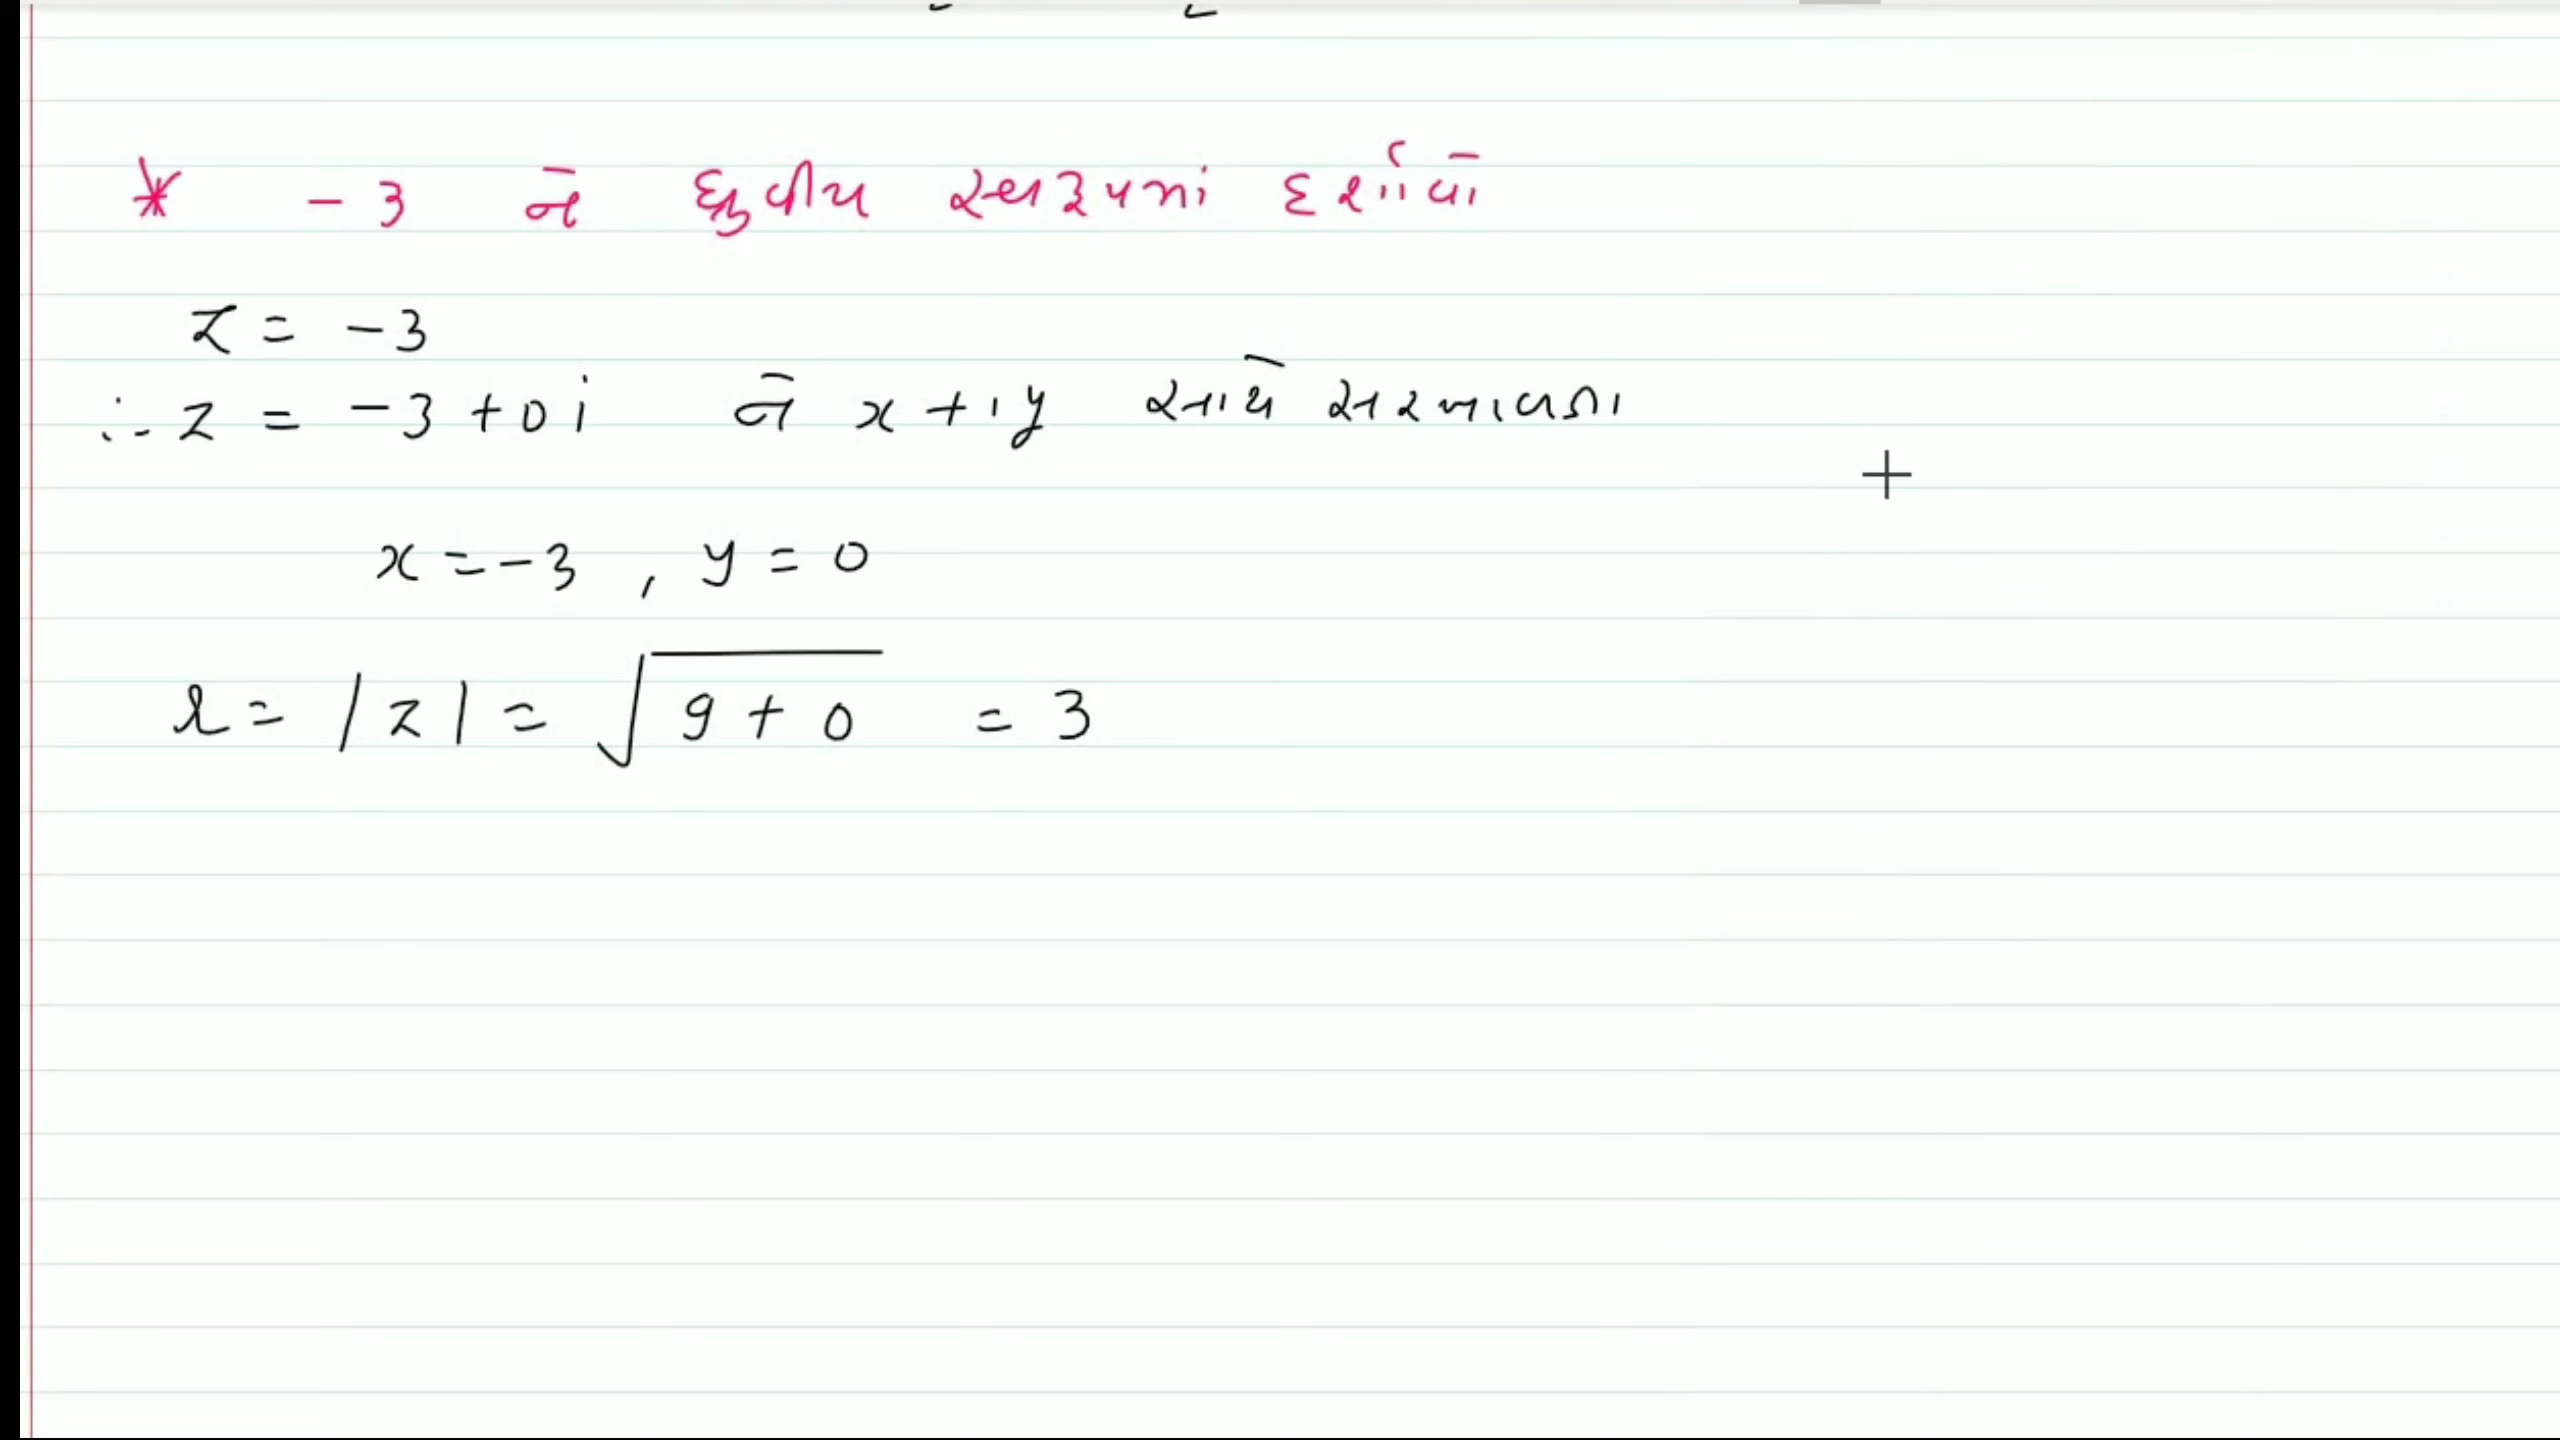 * -3 ને ધ્રુવીય સ્વરૂપમાં દર્શાવો
z = -3
∴ z = -3 + 0i ને x + iy સાથે સરખાવતા
x = -3 , y = 0
r = |z| = √(9 + 0) = 3